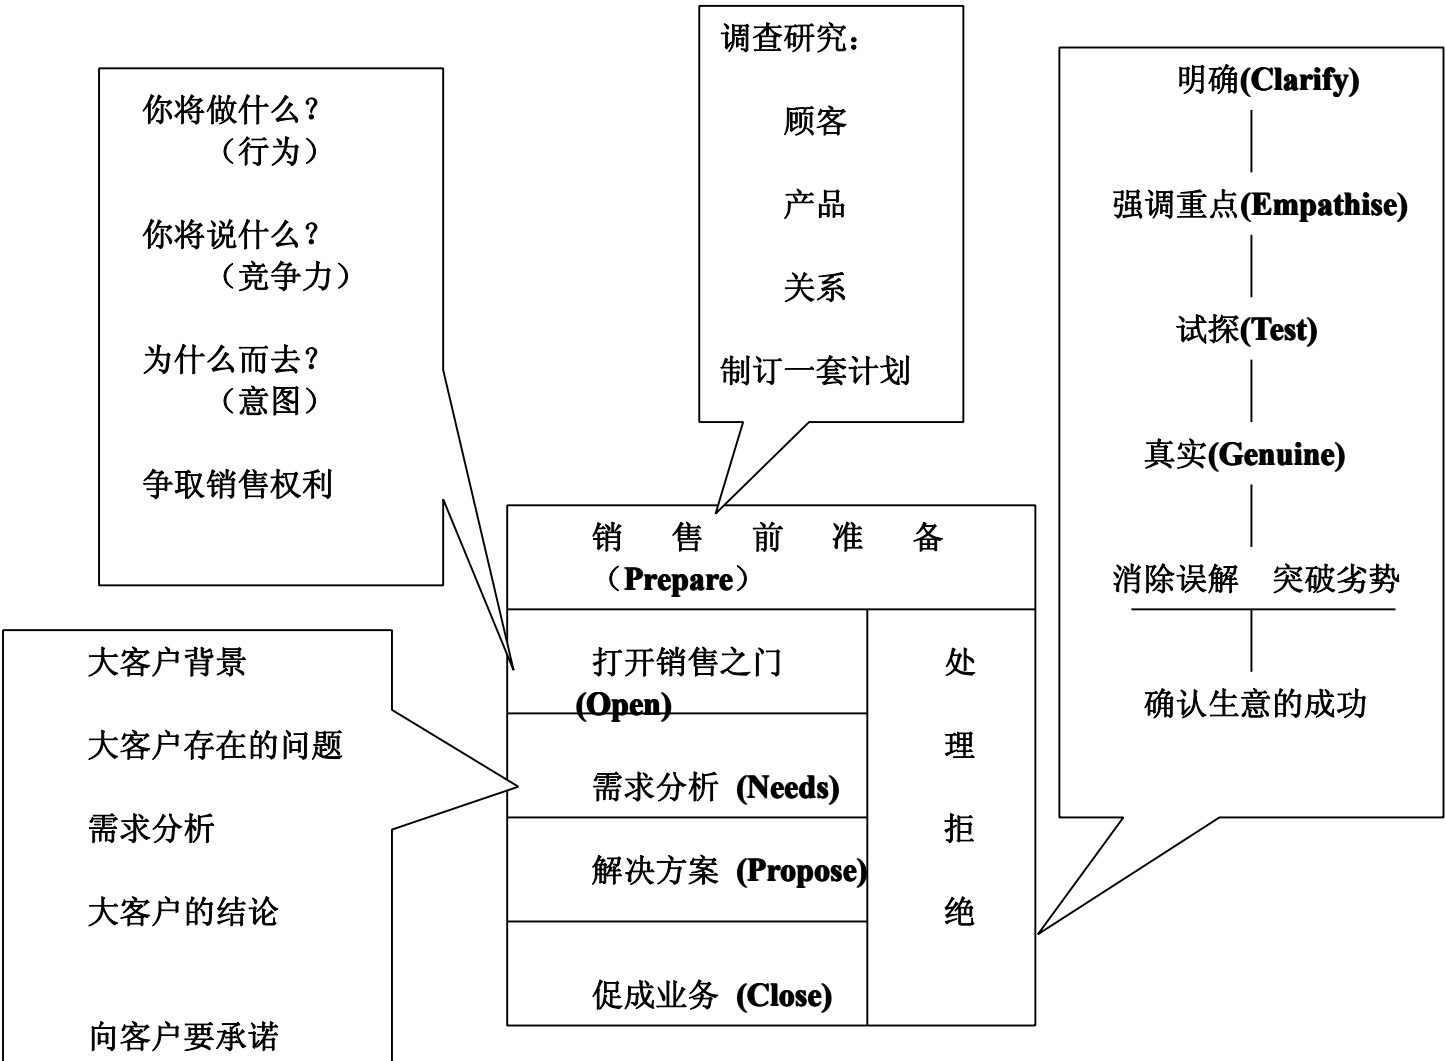 你将做什么？
（行为）
你将说什么？
（竞争力）
为什么而去？
（意图）
争取销售权利
调查研究：
顾客
产品
关系
制订一套计划
明确(Clarify)
强调重点(Empathise)
试探(Test)
真实(Genuine)
消除误解 突破劣势
确认生意的成功
销 售 前 准 备
（Prepare）
打开销售之门
(Open)
需求分析 (Needs)
解决方案 (Propose)
促成业务 (Close)
处
理
拒
绝
大客户背景
大客户存在的问题
需求分析
大客户的结论
向客户要承诺